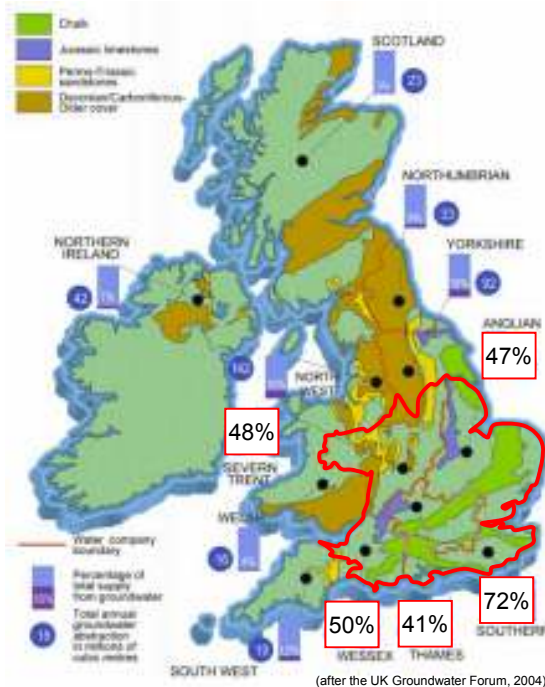 Chalk
Jurassic limestones
Permo-Triassic
sandstones
Devonian/Carboniferous-
Older cover
SCOTLAND
23
NORTHUMBRIAN
33
YORKSHIRE
92
NORTHERN
IRELAND
42
ANGLIAN
47%
NORTH
WEST
48%
SEVERN
TRENT
Water company
boundary
Percentage of
total supply
from groundwater
Total annual
groundwater
abstraction
in millions of
cubic metres
SOUTH WEST
50%
WESSEX
41%
THAMES
72%
SOUTHERN
(after the UK Groundwater Forum, 2004)